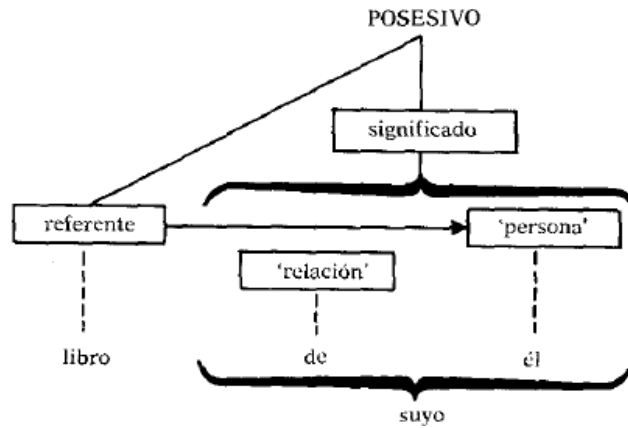 POSESIVO
significado
referente
'persona'
'relación'
libro
de
él
suyo